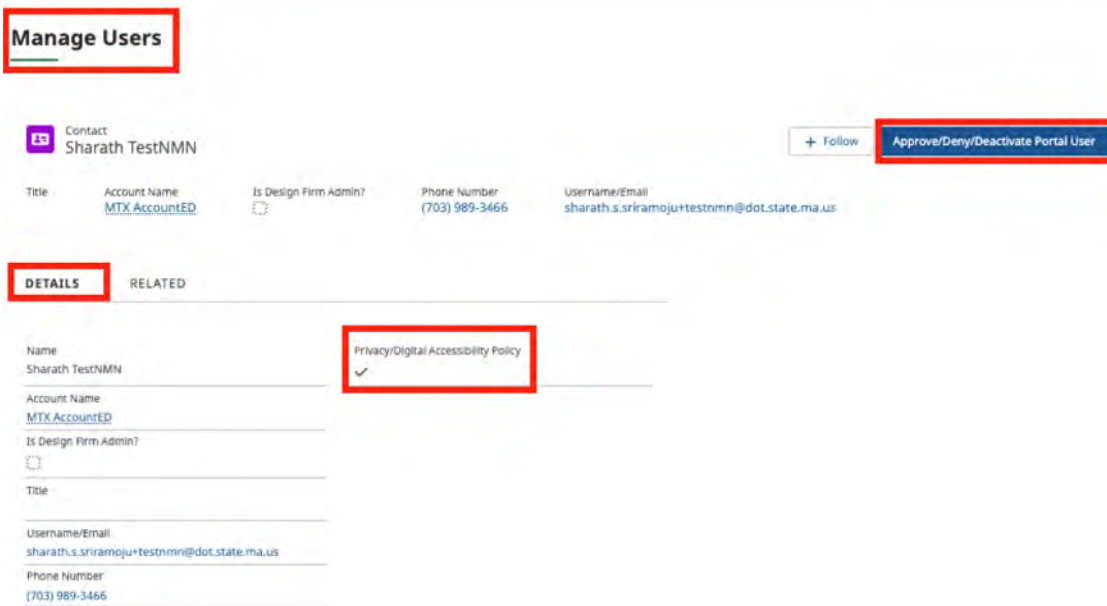 Manage Users
Contact
Sharath TestNMN
+ Follow
Approve/Deny/Deactivate Portal User
Title Account Name Is Design Firm Admin? Phone Number Username/Email
MTX AccountED (703) 989-3466 sharath.s.sriramoju+testnmn@dot.state.ma.us
DETAILS RELATED
Name Privacy/Digital Accessibility Policy
Sharath TestNMN
Account Name
MTX AccountED
Is Design Firm Admin?
Title
Username/Email
sharath.s.sriramoju+testnmn@dot.state.ma.us
Phone Number
(703) 989-3466